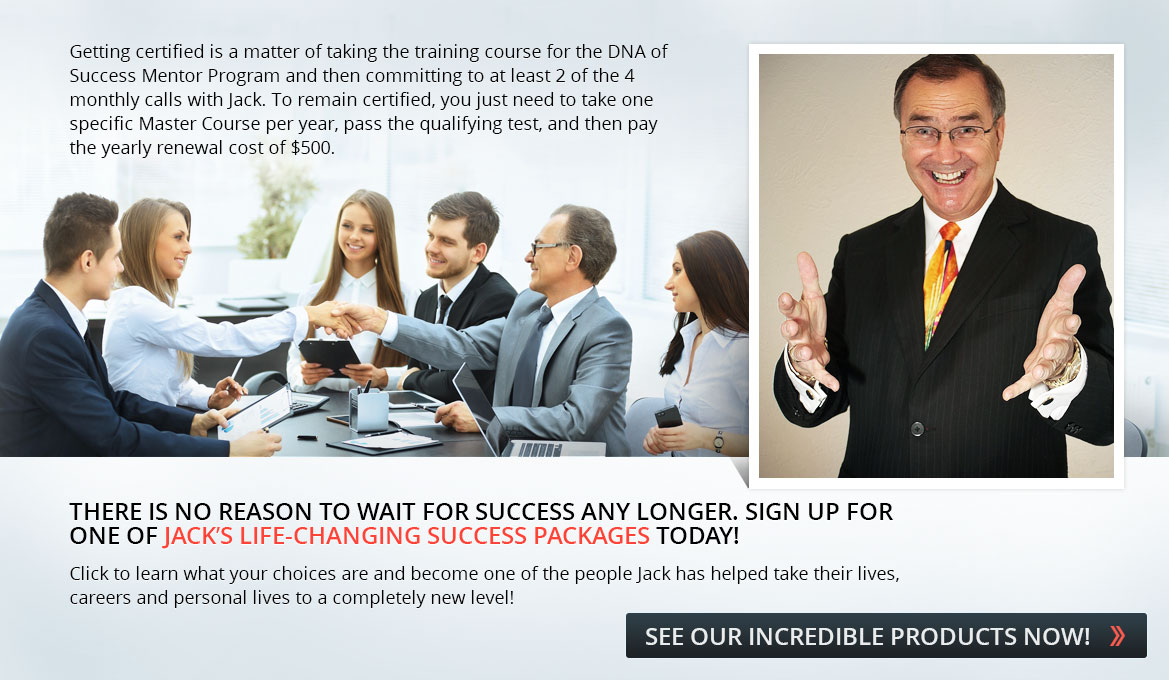 Getting certified is a matter of taking the training course for the DNA of
Success Mentor Program and then committing to at least 2 of the 4
monthly calls with Jack. To remain certified, you just need to take one
specific Master Course per year, pass the qualifying test, and then pay
the yearly renewal cost of $500.
THERE IS NO REASON TO WAIT FOR SUCCESS ANY LONGER. SIGN UP FOR
ONE OF JACK’S LIFE-CHANGING SUCCESS PACKAGES TODAY!
Click to learn what your choices are and become one of the people Jack has helped take their lives,
careers and personal lives to a completely new level!
SEE OUR INCREDIBLE PRODUCTS NOW! »